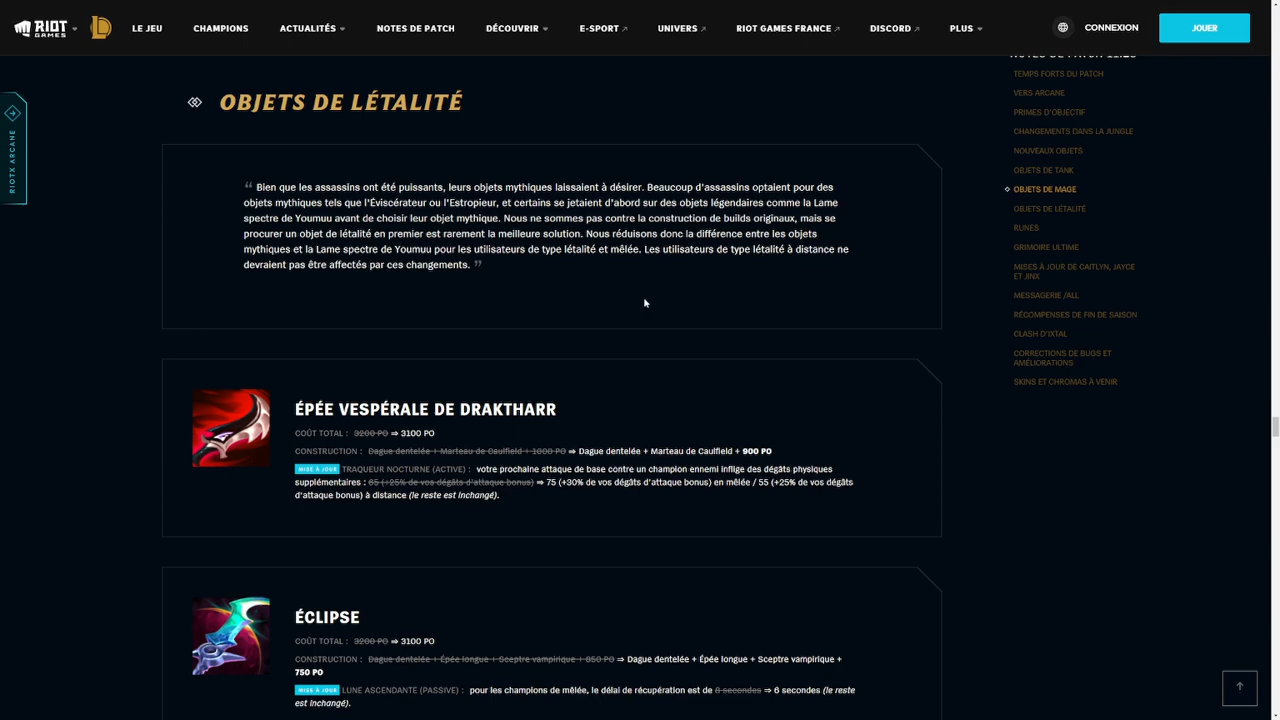 RIOT GAMES
LE JEU CHAMPIONS ACTUALITÉS NOTES DE PATCH DÉCOUVRIR E-SPORT UNIVERS RIOT GAMES FRANCE DISCORD PLUS CONNEXION JOUER
RIOTX ARCANE
OBJETS DE LÉTALITÉ
" Bien que les assassins ont été puissants, leurs objets mythiques laissaient à désirer. Beaucoup d'assassins optaient pour des
objets mythiques tels que l'Éviscérateur ou l'Estropieur, et certains se jetaient d'abord sur des objets légendaires comme la Lame
spectre de Youmuu avant de choisir leur objet mythique. Nous ne sommes pas contre la construction de builds originaux, mais se
procurer un objet de létalité en premier est rarement la meilleure solution. Nous réduisons donc la différence entre les objets
mythiques et la Lame spectre de Youmuu pour les utilisateurs de type létalité et mêlée. Les utilisateurs de type létalité à distance ne
devraient pas être affectés par ces changements. "
ÉPÉE VESPÉRALE DE DRAKTHARR
COÛT TOTAL : 3200 PO ⇒ 3100 PO
CONSTRUCTION : Dague dentelée + Marteau de Caulfield + 1000 PO ⇒ Dague dentelée + Marteau de Caulfield + 900 PO
MISE À JOUR TRAQUEUR NOCTURNE (ACTIVE) : votre prochaine attaque de base contre un champion ennemi inflige des dégâts physiques
supplémentaires : 65 (+25% de vos dégâts d'attaque bonus) ⇒ 75 (+30% de vos dégâts d'attaque bonus) en mêlée / 55 (+25% de vos dégâts
d'attaque bonus) à distance (le reste est inchangé).
ÉCLIPSE
COÛT TOTAL : 3200 PO ⇒ 3100 PO
CONSTRUCTION : Dague dentelée + Épée longue + Sceptre vampirique + 850 PO ⇒ Dague dentelée + Épée longue + Sceptre vampirique +
750 PO
MISE À JOUR LUNE ASCENDANTE (PASSIVE) : pour les champions de mêlée, le délai de récupération est de 8 secondes ⇒ 6 secondes (le reste
est inchangé).
TEMPS FORTS DU PATCH
VERS ARCANE
PRIMES D'OBJECTIF
CHANGEMENTS DANS LA JUNGLE
NOUVEAUX OBJETS
OBJETS DE TANK
OBJETS DE MAGE
OBJETS DE LÉTALITÉ
RUNES
GRIMOIRE ULTIME
MISES À JOUR DE CAITLYN, JAYCE
ET JINX
MESSAGERIE /ALL
RÉCOMPENSES DE FIN DE SAISON
CLASH D'IXTAL
CORRECTIONS DE BUGS ET
AMÉLIORATIONS
SKINS ET CHROMAS À VENIR